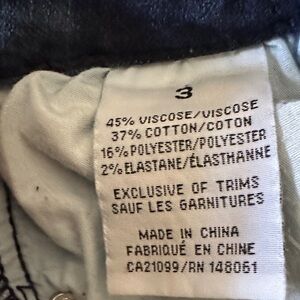 3
45% VISCOSE/VISCOSE
37% COTTON/COTON
16% POLYESTER/POLYESTER
2% ELASTANE/ÉLASTHANNE
EXCLUSIVE OF TRIMS
SAUF LES GARNITURES
MADE IN CHINA
FABRIQUÉ EN CHINE
CA21099/RN 148061